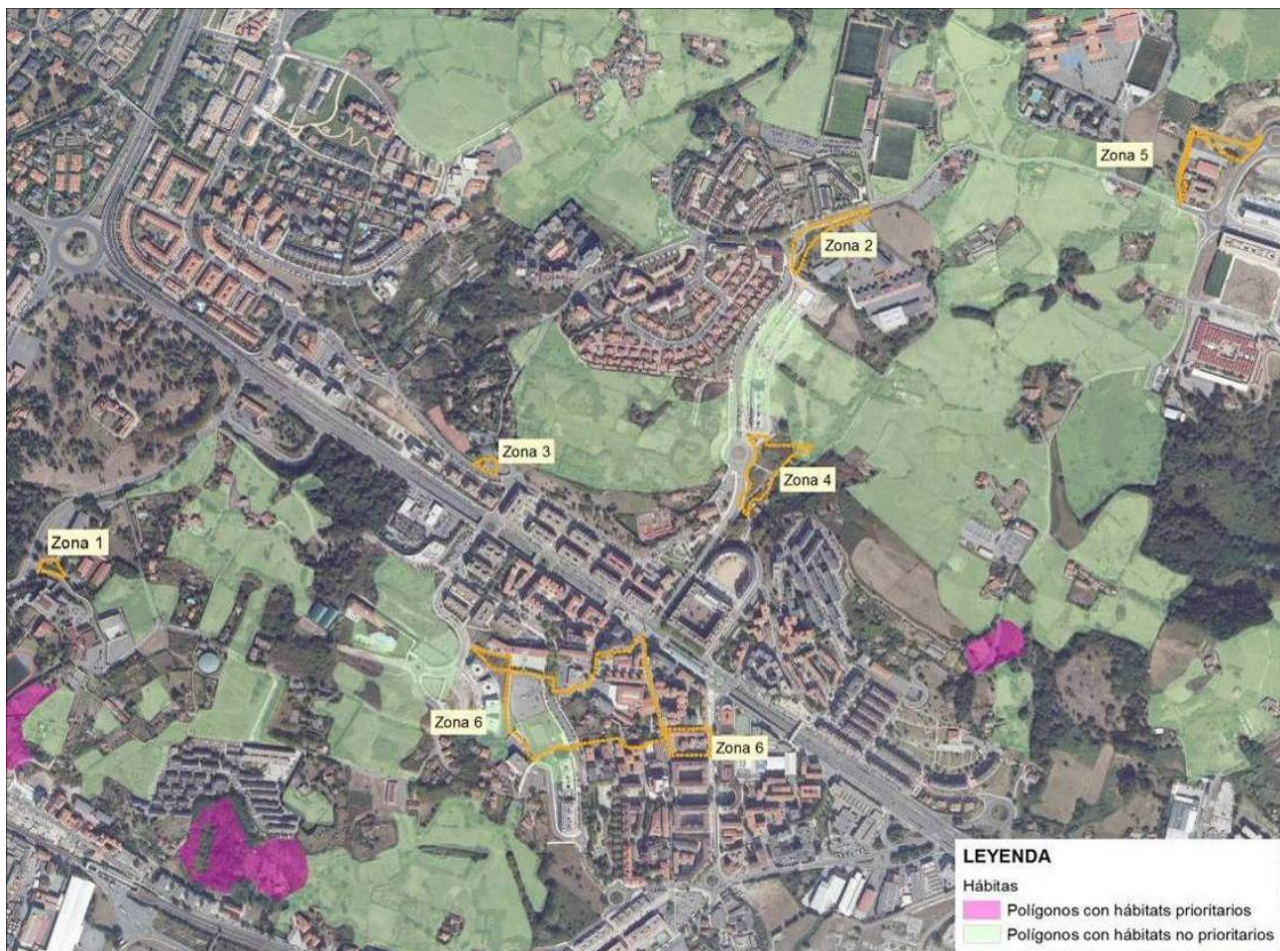 Zona 5
Zona 2
Zona 3
Zona 4
Zona 1
Zona 6
Zona 6
LEYENDA
Hábitas
Polígonos con hábitats prioritarios
Polígonos con hábitats no prioritarios